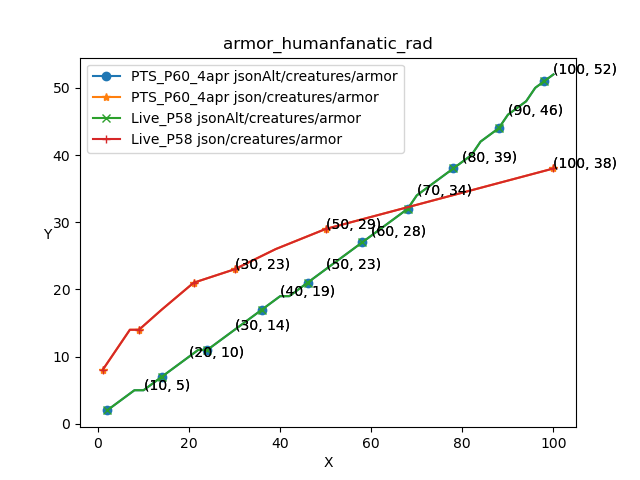 armor_humanfanatic_rad
PTS_P60_4apr jsonAlt/creatures/armor
PTS_P60_4apr json/creatures/armor
Live_P58 jsonAlt/creatures/armor
Live_P58 json/creatures/armor
(100, 52)
(90, 46)
(80, 39)
(100, 38)
(70, 34)
(50, 29)
(60, 28)
(30, 23)
(50, 23)
(40, 19)
(30, 14)
(20, 10)
(10, 5)
50
40
30
20
10
0
Y
0 20 40 60 80 100
X